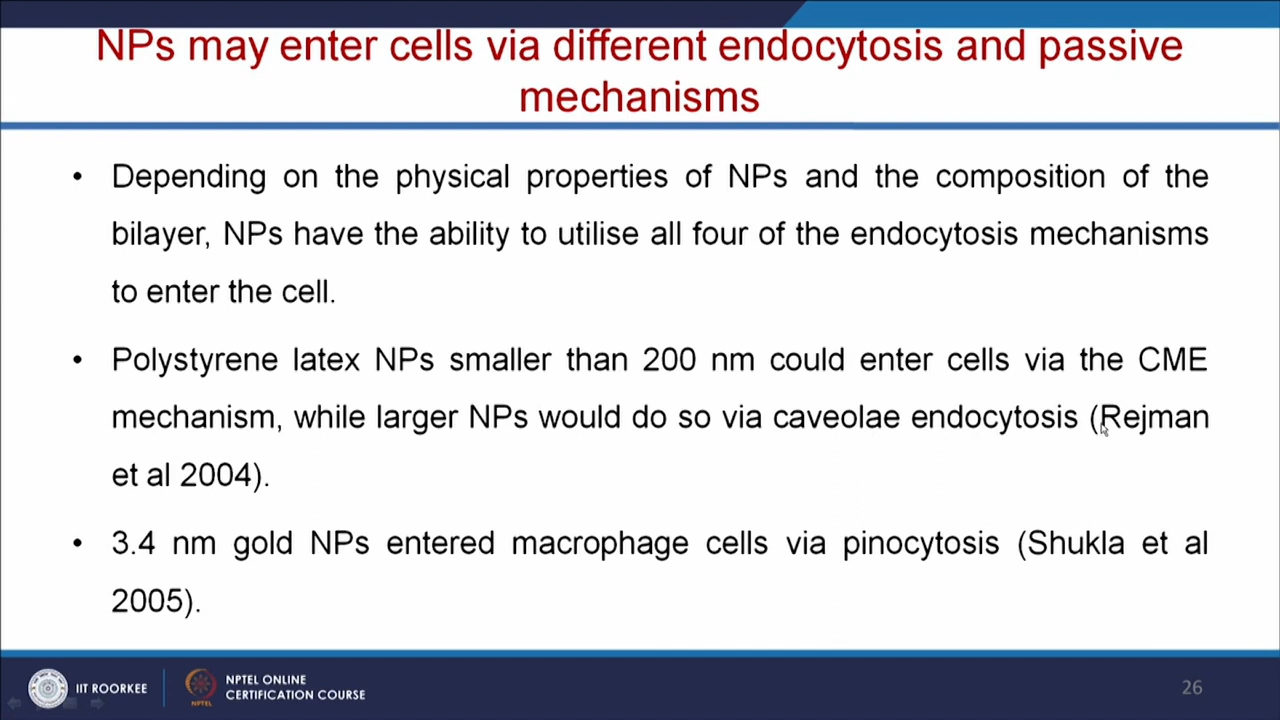 NPs may enter cells via different endocytosis and passive
mechanisms
• Depending on the physical properties of NPs and the composition of the
bilayer, NPs have the ability to utilise all four of the endocytosis mechanisms
to enter the cell.
• Polystyrene latex NPs smaller than 200 nm could enter cells via the CME
mechanism, while larger NPs would do so via caveolae endocytosis (Rejman
et al 2004).
• 3.4 nm gold NPs entered macrophage cells via pinocytosis (Shukla et al
2005).
IIT ROORKEE
NPTEL
NPTEL ONLINE
CERTIFICATION COURSE
26